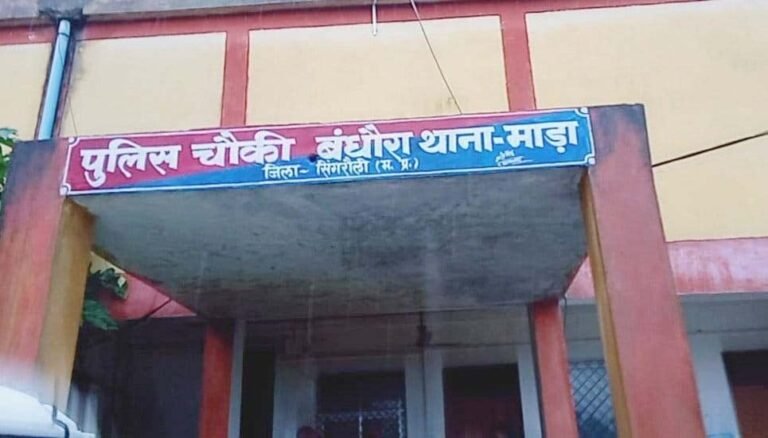 पुलिस चौकी बंधौरा थाना-माड़ा
जिला- सिंगरौली (म. प्र.)